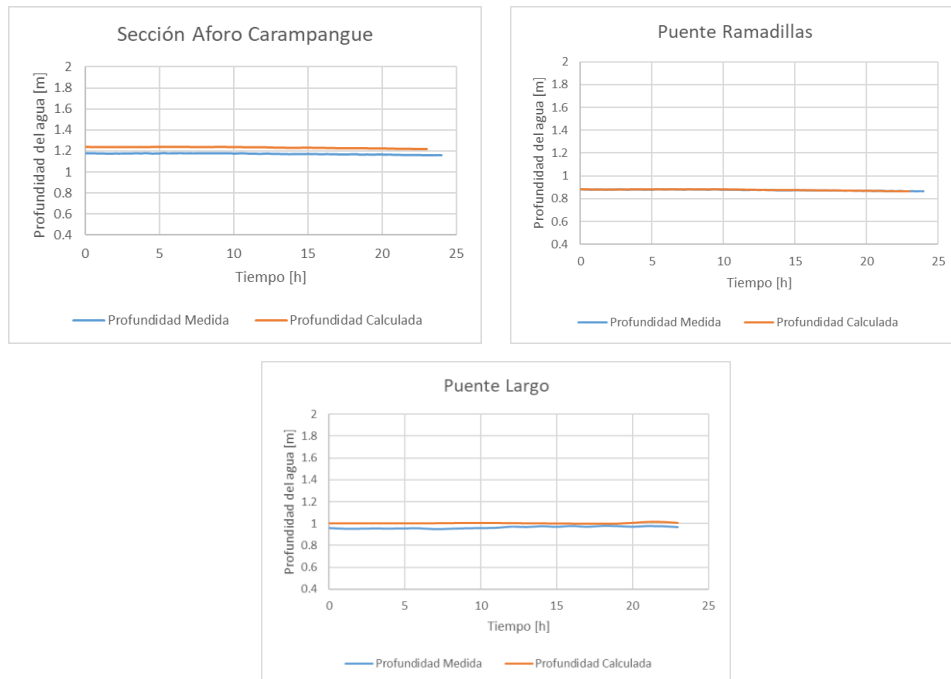 Sección Aforo Carampangue
Profundidad del agua [m]
2
1.8
1.6
1.4
1.2
1
0.8
0.6
0.4
0 5 10 15 20 25
Tiempo [h]
Profundidad Medida Profundidad Calculada
Puente Ramadillas
Profundidad del agua [m]
2
1.8
1.6
1.4
1.2
1
0.8
0.6
0.4
0 5 10 15 20 25
Tiempo [h]
Profundidad Medida Profundidad Calculada
Puente Largo
Profundidad del agua [m]
2
1.8
1.6
1.4
1.2
1
0.8
0.6
0.4
0 5 10 15 20 25
Tiempo [h]
Profundidad Medida Profundidad Calculada